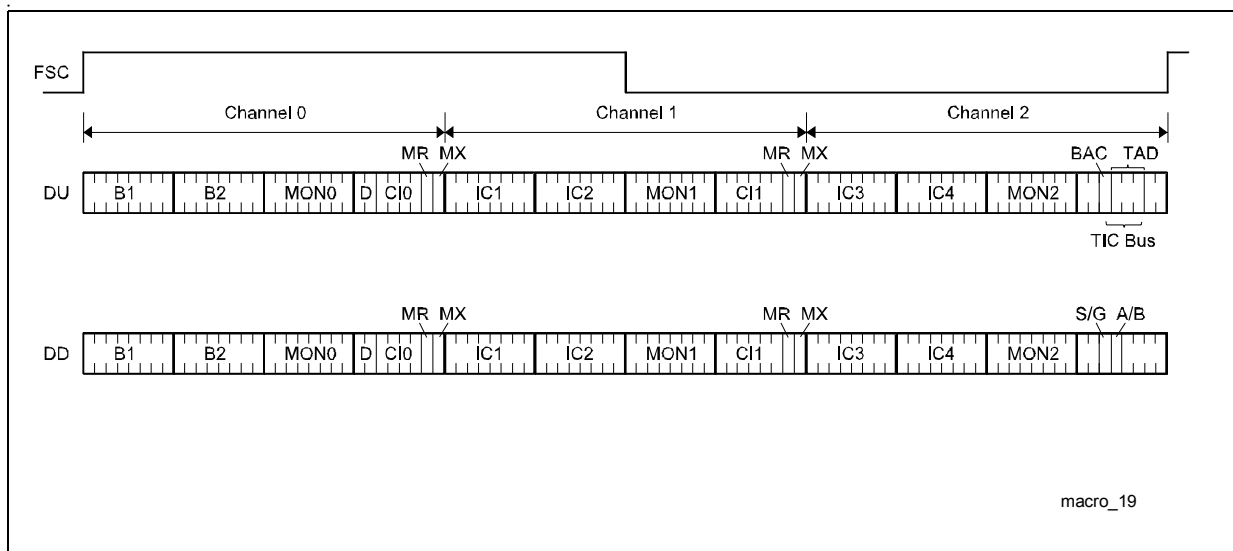 FSC
Channel 0 Channel 1 Channel 2
MR MX MR MX BAC TAD
DU B1 B2 MON0 D CI0 IC1 IC2 MON1 CI1 IC3 IC4 MON2
TIC Bus
MR MX MR MX S/G A/B
DD B1 B2 MON0 D CI0 IC1 IC2 MON1 CI1 IC3 IC4 MON2
macro_19